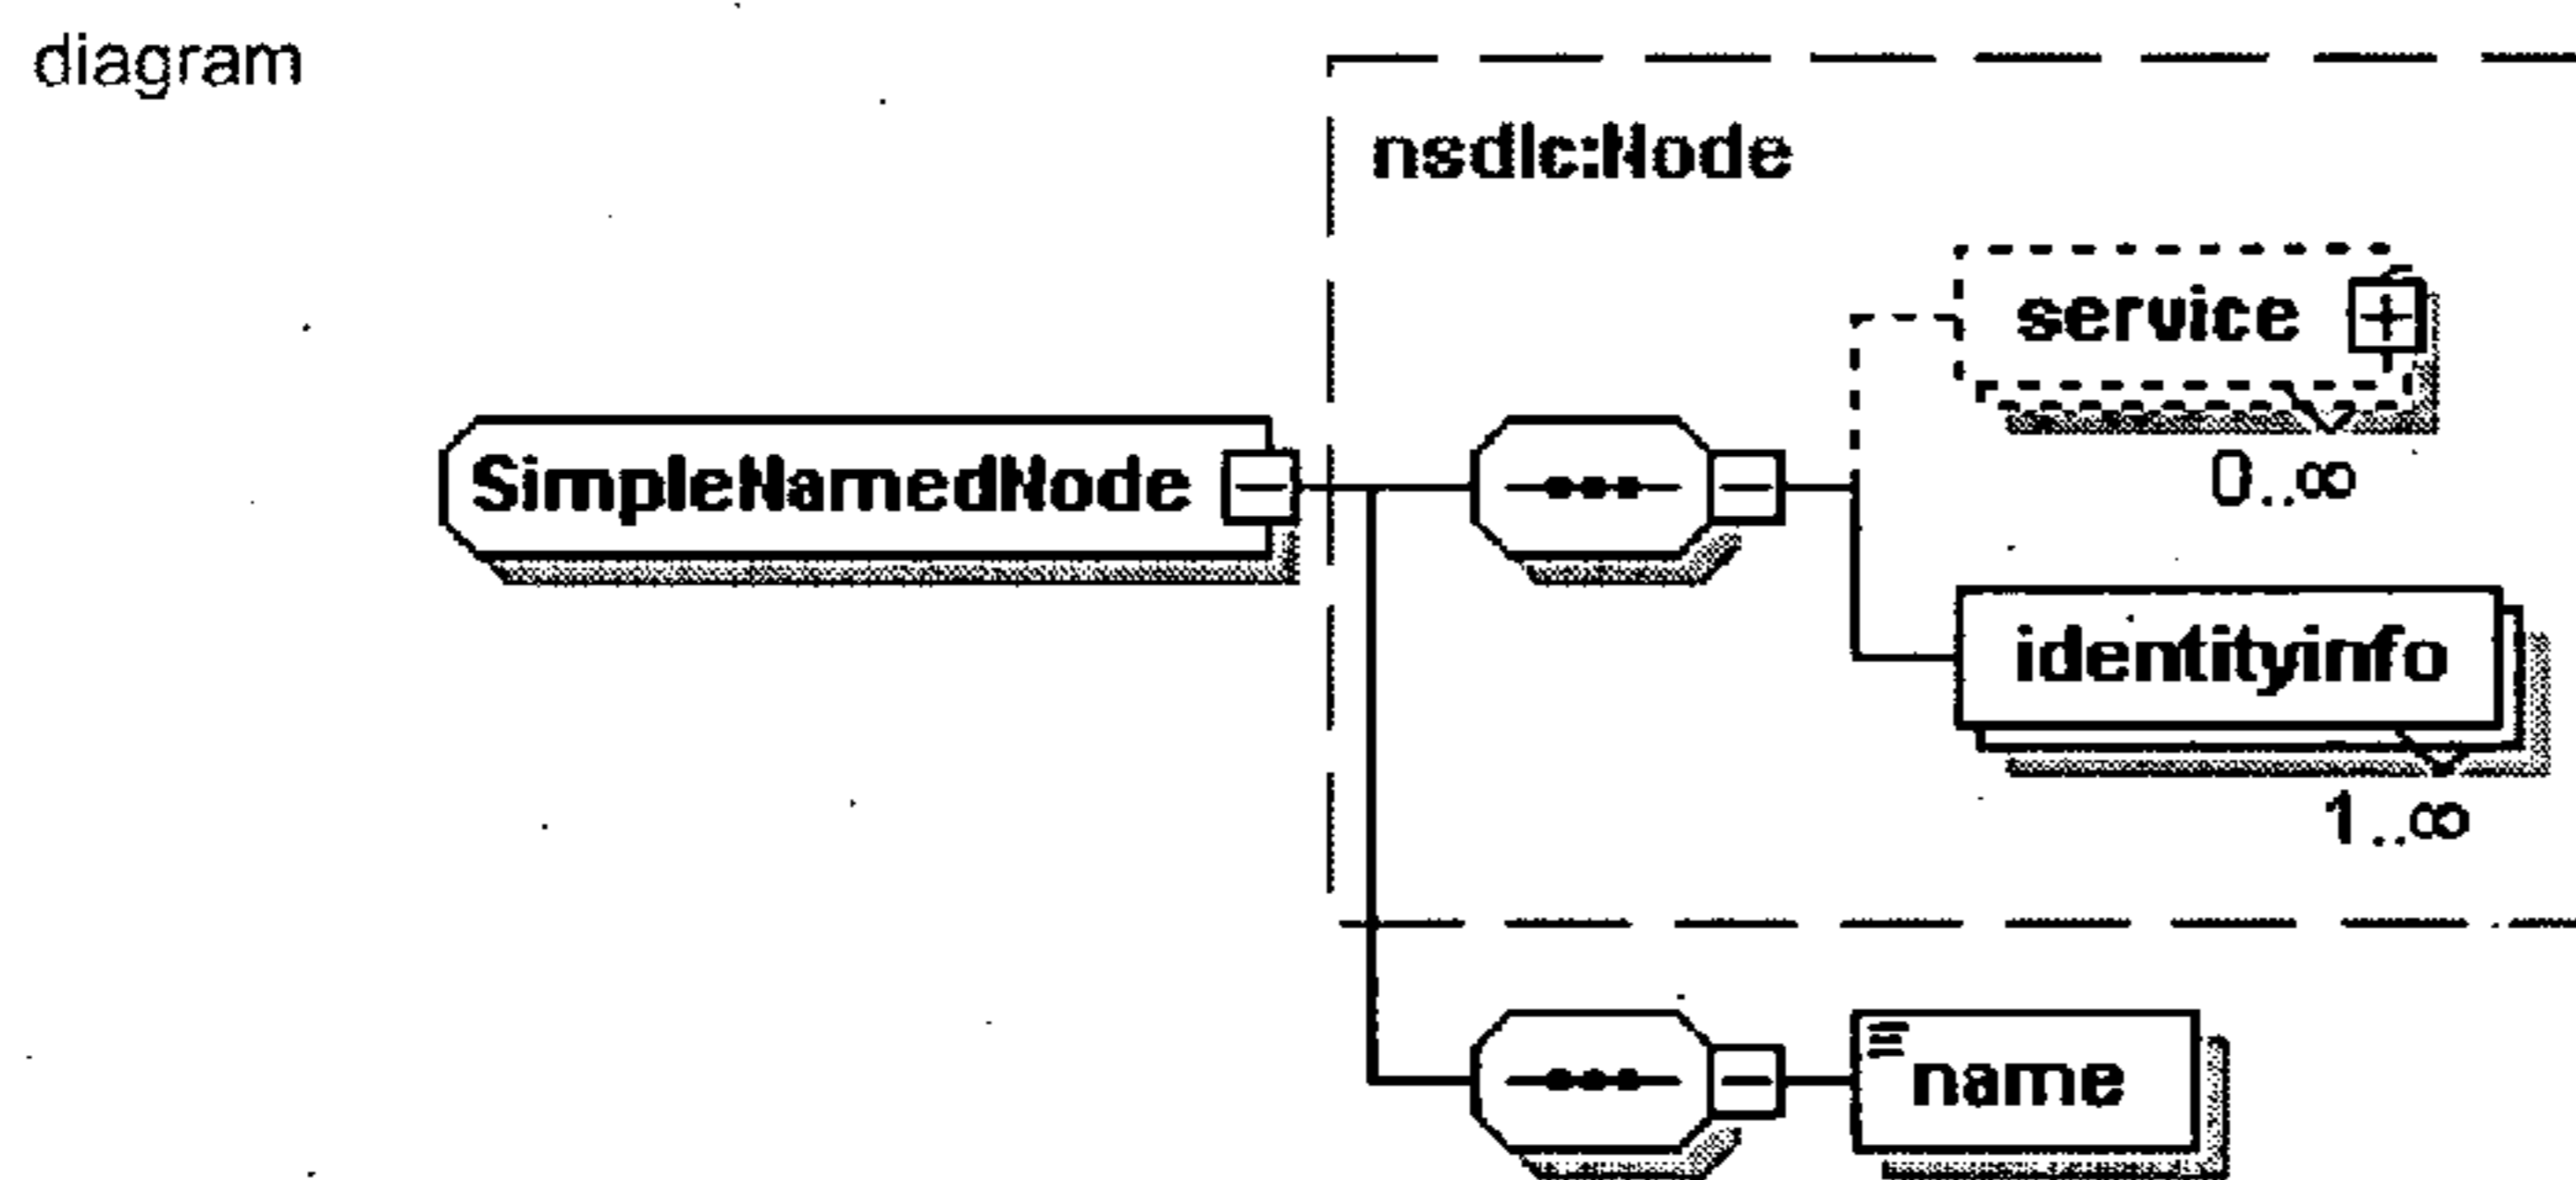 diagram
nsdlc:Node
service
0..∞
SimpleNamedNode
identityinfo
1..∞
name